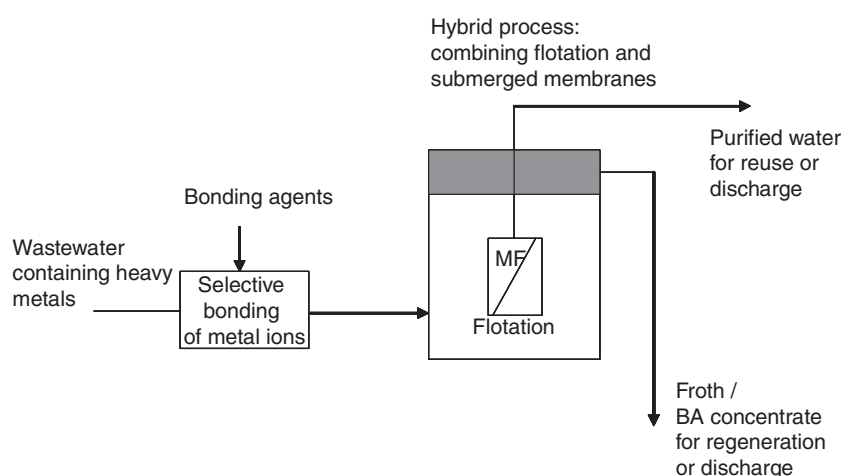 Hybrid process:
combining flotation and
submerged membranes
Purified water
for reuse or
discharge
Bonding agents
Wastewater
containing heavy
metals
Selective
bonding
of metal ions
MF
Flotation
Froth /
BA concentrate
for regeneration
or discharge